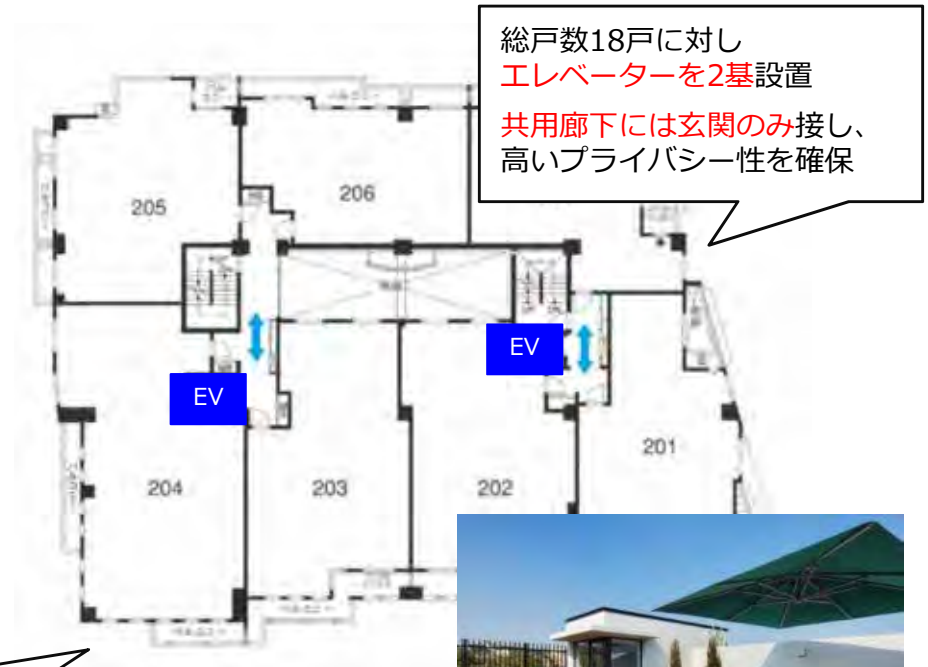 総戸数18戸に対し
エレベーターを2基設置
共用廊下には玄関のみ接し、
高いプライバシー性を確保
205
206
EV
EV
201
204
203
202